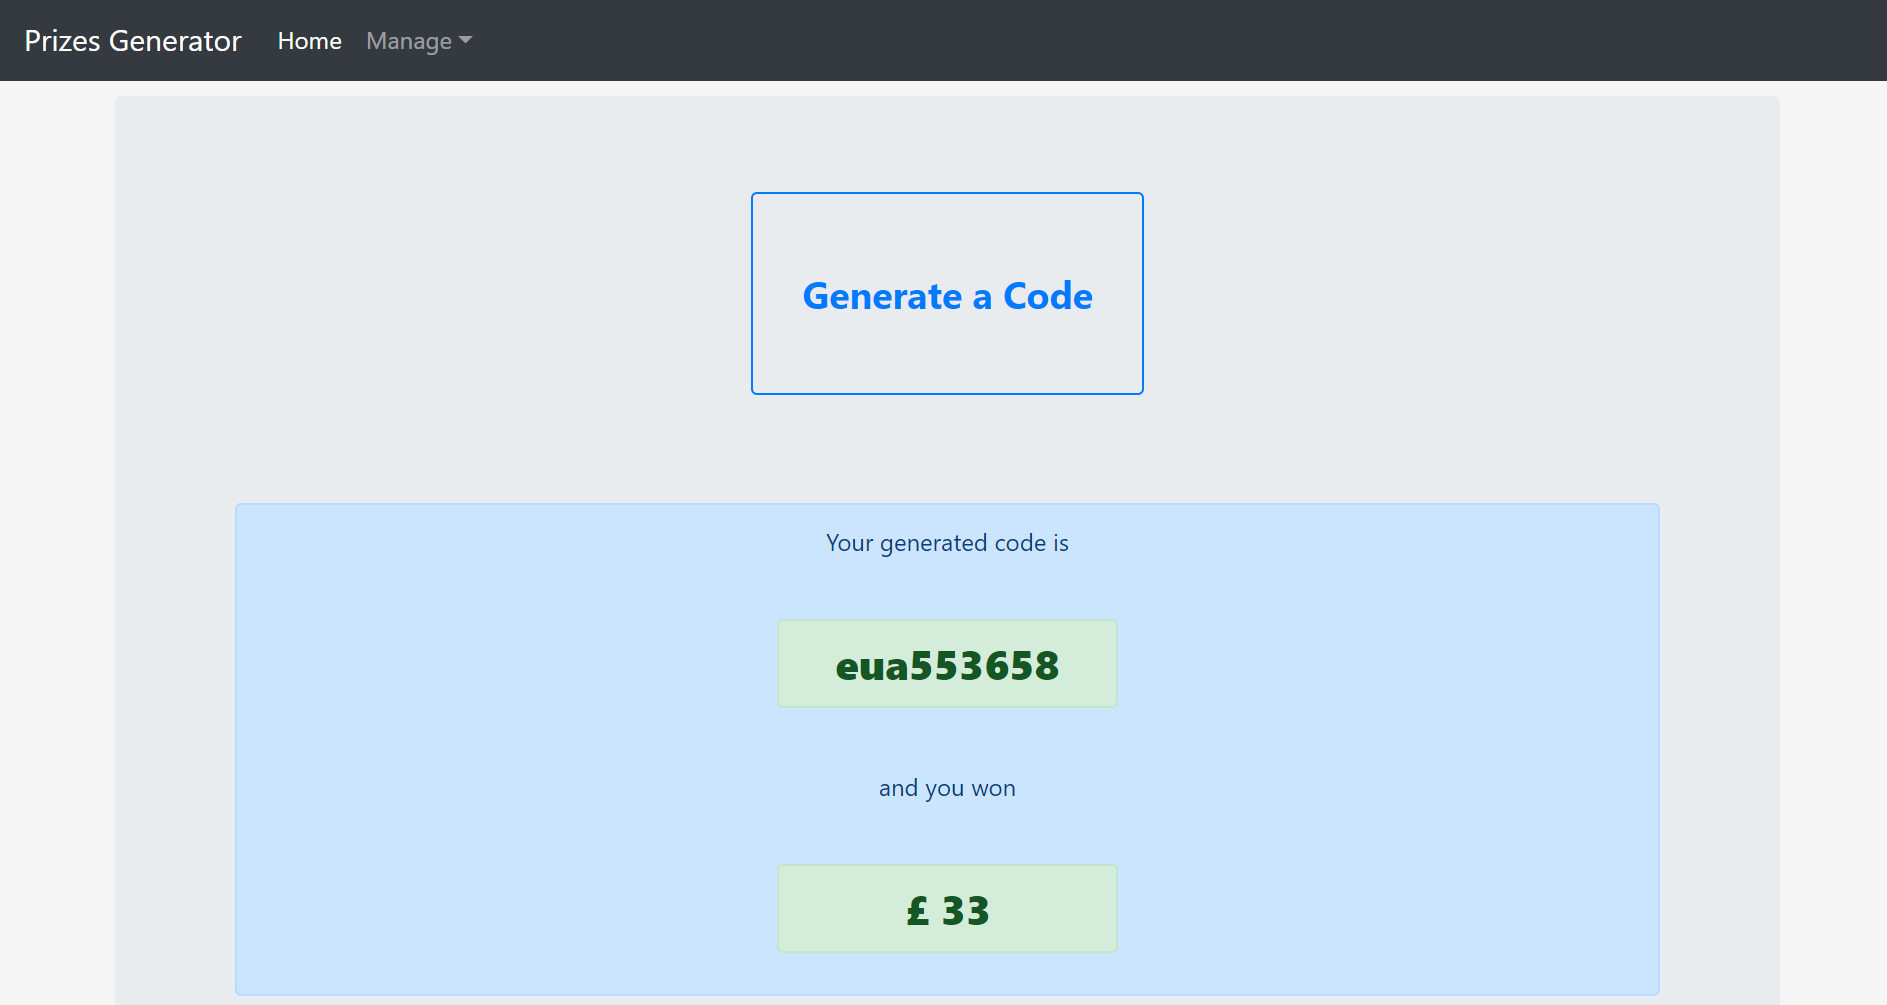 Prizes Generator Home Manage
Generate a Code
Your generated code is
eua553658
and you won
£ 33